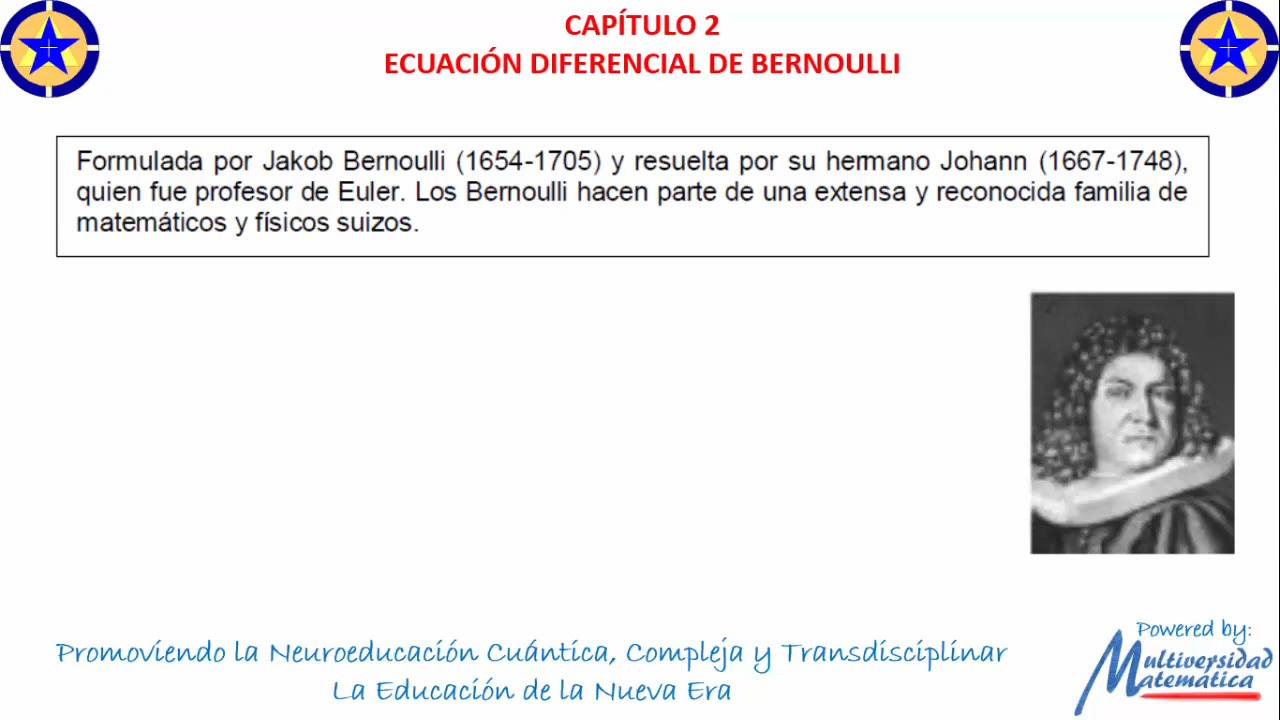 CAPÍTULO 2
ECUACIÓN DIFERENCIAL DE BERNOULLI
Formulada por Jakob Bernoulli (1654-1705) y resuelta por su hermano Johann (1667-1748),
quien fue profesor de Euler. Los Bernoulli hacen parte de una extensa y reconocida familia de
matemáticos y físicos suizos.
Promoviendo la Neuroeducación Cuántica, Compleja y Transdisciplinar
La Educación de la Nueva Era
Powered by:
Multiversidad
Matemática